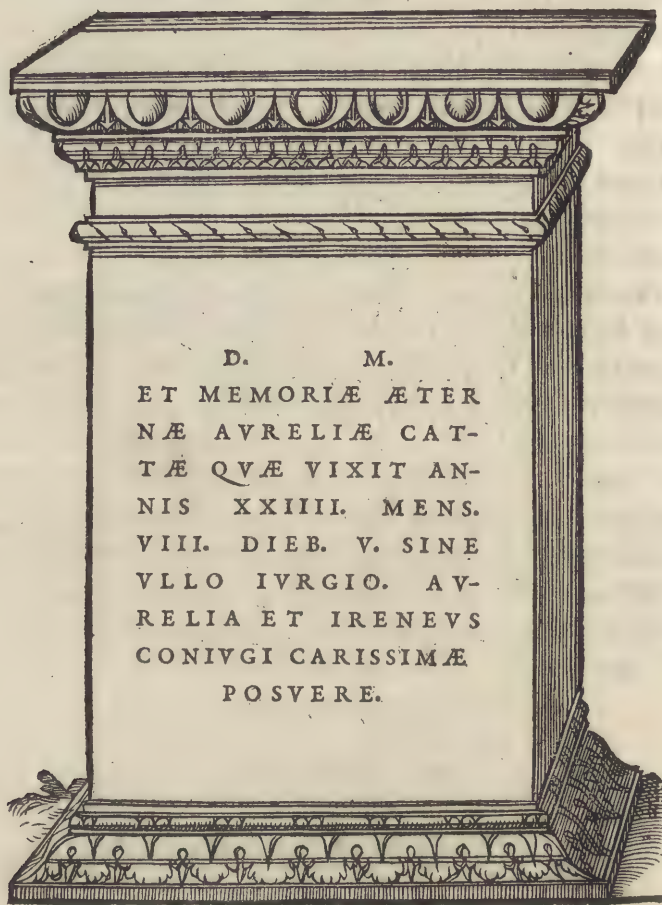 D. M.
ET MEMORIÆ ÆTER
NÆ AVRELIÆ CAT-
TÆ QVÆ VIXIT AN-
NIS XXIIII. MENS.
VIII. DIEB. V. SINE
VLLO IVRGIO. AV-
RELIA ET IRENEVS
CONIVGI CARISSIMÆ
POSVERE.